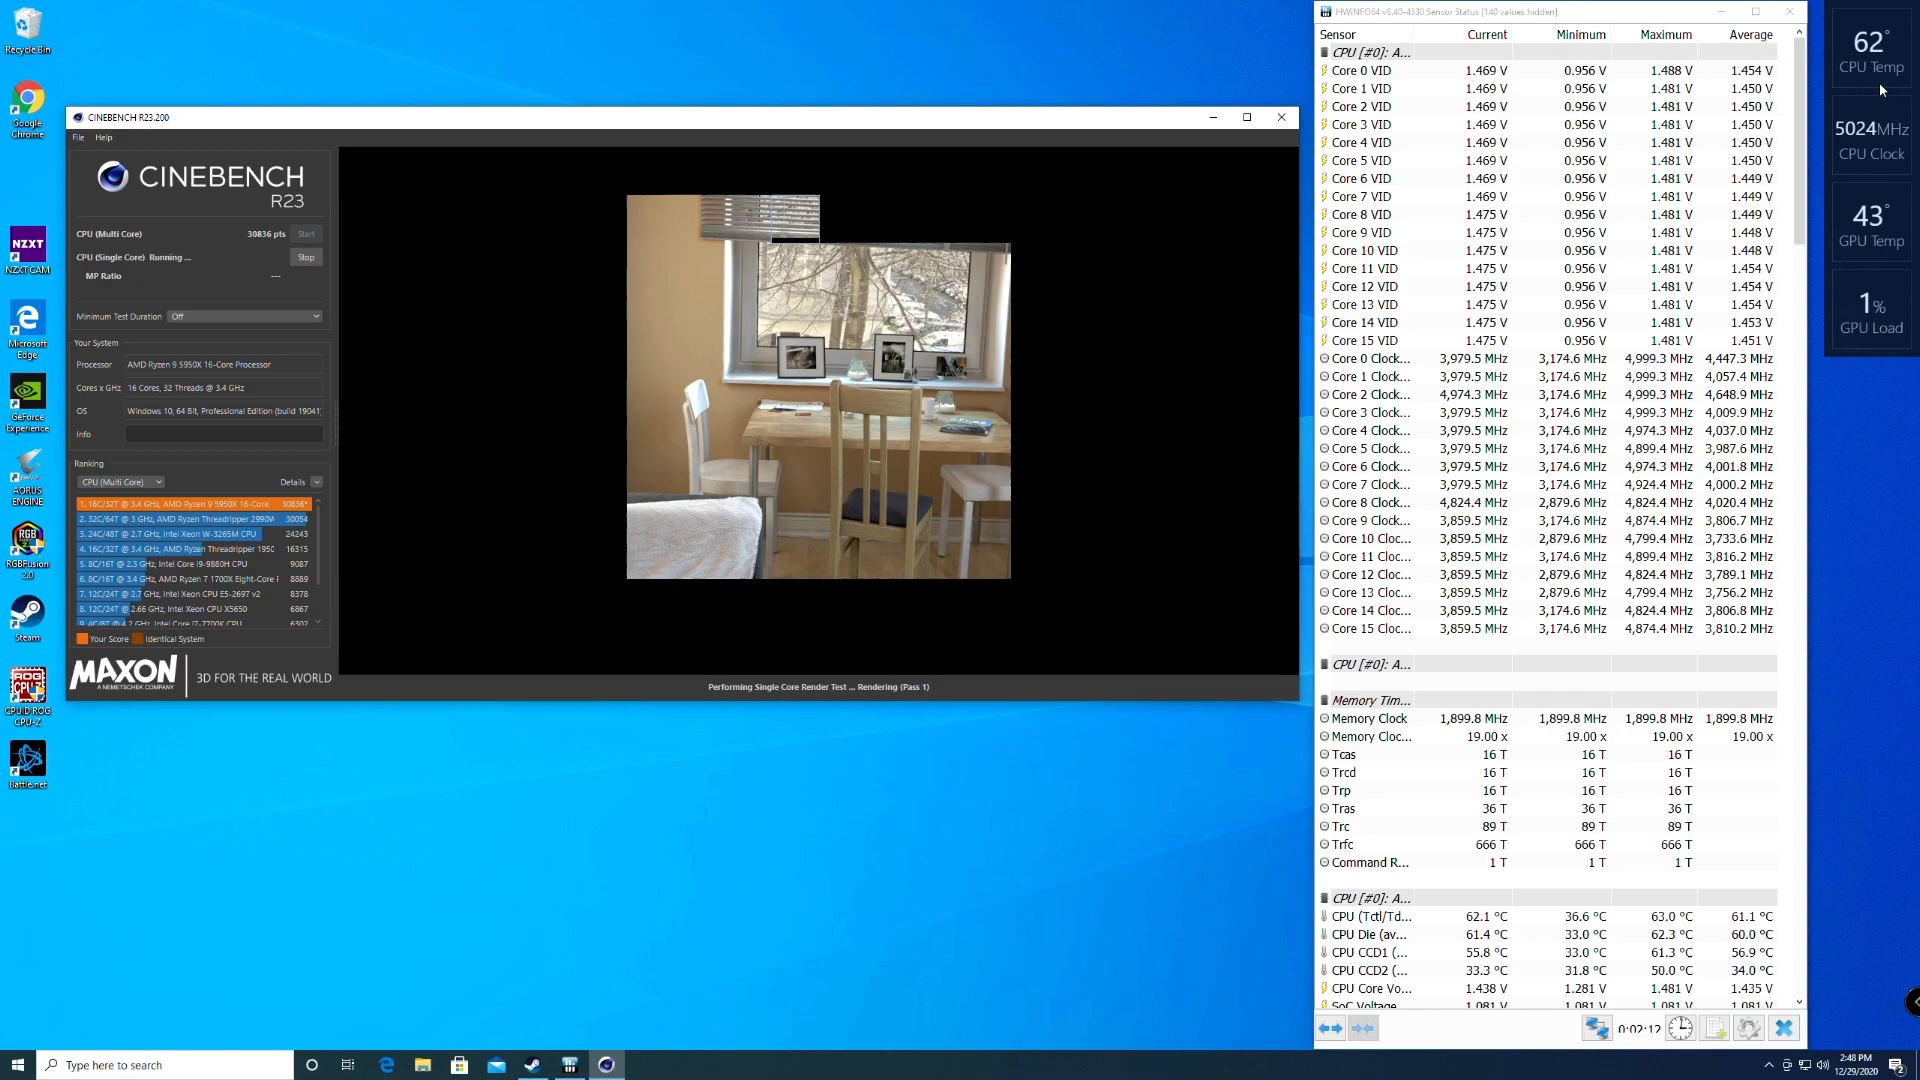 Recycle Bin
Google
Chrome
NZXT
NZXT CAM
Microsoft
Edge
GeForce
Experience
AORUS
ENGINE
RGB
RGBFusion
2.0
Steam
CPUID ROG
CPU-Z
Battle.net
CINEBENCH R23.200
File Help
CINEBENCH
R23
CPU (Multi Core) 30836 pts Start
CPU (Single Core) Running ... Stop
MP Ratio ---
Minimum Test Duration Off
Your System
Processor AMD Ryzen 9 5950X 16-Core Processor
Cores x GHz 16 Cores, 32 Threads @ 3.4 GHz
OS Windows 10, 64 Bit, Professional Edition (build 19041)
Info
Ranking
CPU (Multi Core) Details
1. 16C/32T @ 3.4 GHz, AMD Ryzen 9 5950X 16-Core 30836*
2. 32C/64T @ 3 GHz, AMD Ryzen Threadripper 2990W 30054
3. 24C/48T @ 2.7 GHz, Intel Xeon W-3265M CPU 24243
4. 16C/32T @ 3.4 GHz, AMD Ryzen Threadripper 195C 16315
5. 8C/16T @ 2.3 GHz, Intel Core i9-9880H CPU 9087
6. 8C/16T @ 3.4 GHz, AMD Ryzen 7 1700X Eight-Core F 8889
7. 12C/24T @ 2.7 GHz, Intel Xeon CPU E5-2697 v2 8378
8. 12C/24T @ 2.66 GHz, Intel Xeon CPU X5650 6867
9. 4C/8T @ 4.2 GHz, Intel Core i7-7700K CPU 6302
Your Score Identical System
MAXON
A NEMETSCHEK COMPANY
3D FOR THE REAL WORLD
Performing Single Core Render Test ... Rendering (Pass 1)
HWiNFO64 v6.40-4330 Sensor Status [140 values hidden]
Sensor Current Minimum Maximum Average
CPU [#0]: A...
Core 0 VID 1.469 V 0.956 V 1.488 V 1.454 V
Core 1 VID 1.469 V 0.956 V 1.481 V 1.450 V
Core 2 VID 1.469 V 0.956 V 1.481 V 1.450 V
Core 3 VID 1.469 V 0.956 V 1.481 V 1.450 V
Core 4 VID 1.469 V 0.956 V 1.481 V 1.450 V
Core 5 VID 1.469 V 0.956 V 1.481 V 1.450 V
Core 6 VID 1.469 V 0.956 V 1.481 V 1.449 V
Core 7 VID 1.469 V 0.956 V 1.481 V 1.449 V
Core 8 VID 1.475 V 0.956 V 1.481 V 1.449 V
Core 9 VID 1.475 V 0.956 V 1.481 V 1.448 V
Core 10 VID 1.475 V 0.956 V 1.481 V 1.450 V
Core 11 VID 1.475 V 0.956 V 1.481 V 1.454 V
Core 12 VID 1.475 V 0.956 V 1.481 V 1.454 V
Core 13 VID 1.475 V 0.956 V 1.481 V 1.454 V
Core 14 VID 1.475 V 0.956 V 1.481 V 1.453 V
Core 15 VID 1.475 V 0.956 V 1.481 V 1.451 V
Core 0 Clock... 3,979.5 MHz 3,174.6 MHz 4,999.3 MHz 4,447.3 MHz
Core 1 Clock... 3,979.5 MHz 3,174.6 MHz 4,999.3 MHz 4,057.4 MHz
Core 2 Clock... 4,974.3 MHz 3,174.6 MHz 4,999.3 MHz 4,648.9 MHz
Core 3 Clock... 3,979.5 MHz 3,174.6 MHz 4,999.3 MHz 4,009.9 MHz
Core 4 Clock... 3,979.5 MHz 3,174.6 MHz 4,974.3 MHz 4,037.0 MHz
Core 5 Clock... 3,979.5 MHz 3,174.6 MHz 4,899.4 MHz 3,987.6 MHz
Core 6 Clock... 3,979.5 MHz 3,174.6 MHz 4,974.3 MHz 4,001.8 MHz
Core 7 Clock... 3,979.5 MHz 3,174.6 MHz 4,924.4 MHz 4,000.2 MHz
Core 8 Clock... 4,824.4 MHz 2,879.6 MHz 4,824.4 MHz 4,020.4 MHz
Core 9 Clock... 3,859.5 MHz 3,174.6 MHz 4,874.4 MHz 3,806.7 MHz
Core 10 Cloc... 3,859.5 MHz 2,879.6 MHz 4,799.4 MHz 3,733.6 MHz
Core 11 Cloc... 3,859.5 MHz 3,174.6 MHz 4,899.4 MHz 3,816.2 MHz
Core 12 Cloc... 3,859.5 MHz 2,879.6 MHz 4,824.4 MHz 3,789.1 MHz
Core 13 Cloc... 3,859.5 MHz 2,879.6 MHz 4,799.4 MHz 3,756.2 MHz
Core 14 Cloc... 3,859.5 MHz 3,174.6 MHz 4,824.4 MHz 3,806.8 MHz
Core 15 Cloc... 3,859.5 MHz 3,174.6 MHz 4,874.4 MHz 3,810.2 MHz
CPU [#0]: A...
Memory Tim...
Memory Clock 1,899.8 MHz 1,899.8 MHz 1,899.8 MHz 1,899.8 MHz
Memory Cloc... 19.00 x 19.00 x 19.00 x 19.00 x
Tcas 16 T 16 T 16 T
Trcd 16 T 16 T 16 T
Trp 16 T 16 T 16 T
Tras 36 T 36 T 36 T
Trc 89 T 89 T 89 T
Trfc 666 T 666 T 666 T
Command R... 1 T 1 T 1 T
CPU [#0]: A...
CPU (Tctl/Td... 62.1 °C 36.6 °C 63.0 °C 61.1 °C
CPU Die (av... 61.4 °C 33.0 °C 62.3 °C 60.0 °C
CPU CCD1 (... 55.8 °C 33.0 °C 61.3 °C 56.9 °C
CPU CCD2 (... 33.3 °C 31.8 °C 50.0 °C 34.0 °C
CPU Core Vo... 1.438 V 1.281 V 1.481 V 1.435 V
SoC Voltage 1.081 V 1.081 V 1.081 V 1.081 V
0:02:12
62°
CPU Temp
5024MHz
CPU Clock
43°
GPU Temp
1%
GPU Load
Type here to search
2:48 PM
12/29/2020
2